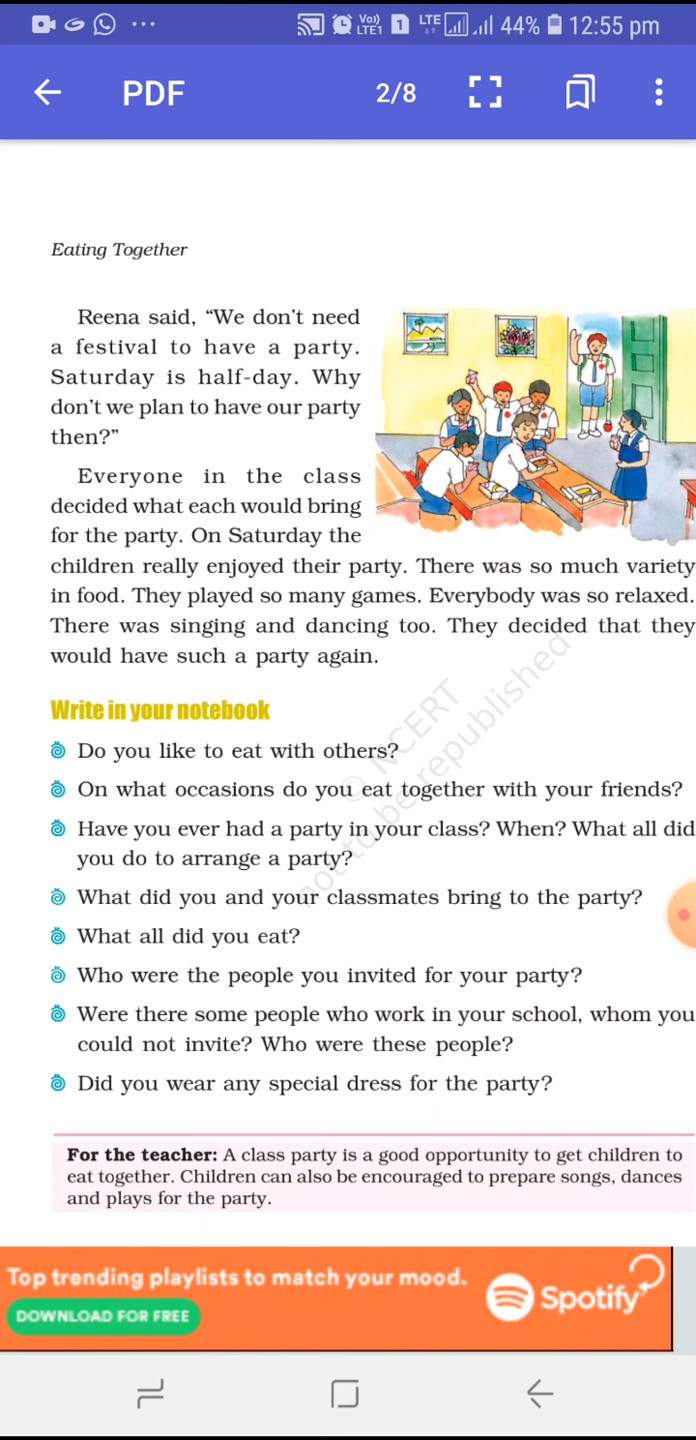 Vo))
LTE1
1
LTE
44%
12:55 pm
PDF
2/8
Eating Together
Reena said, “We don’t need
a festival to have a party.
Saturday is half-day. Why
don’t we plan to have our party
then?”
Everyone in the class
decided what each would bring
for the party. On Saturday the
children really enjoyed their party. There was so much variety
in food. They played so many games. Everybody was so relaxed.
There was singing and dancing too. They decided that they
would have such a party again.
© NCERT
not to be republished
Write in your notebook
Do you like to eat with others?
On what occasions do you eat together with your friends?
Have you ever had a party in your class? When? What all did
you do to arrange a party?
What did you and your classmates bring to the party?
What all did you eat?
Who were the people you invited for your party?
Were there some people who work in your school, whom you
could not invite? Who were these people?
Did you wear any special dress for the party?
For the teacher: A class party is a good opportunity to get children to
eat together. Children can also be encouraged to prepare songs, dances
and plays for the party.
Top trending playlists to match your mood.
DOWNLOAD FOR FREE
Spotify